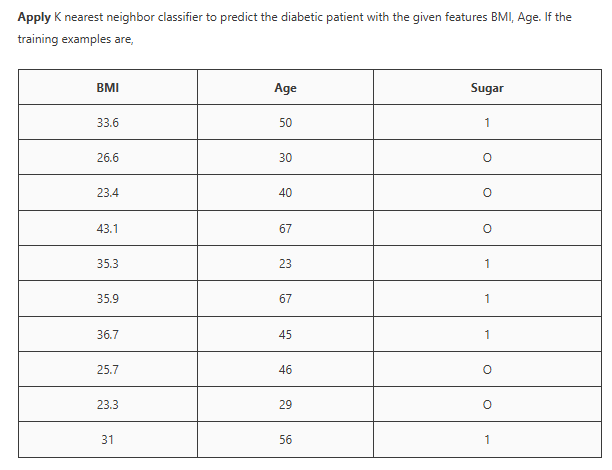 Apply K nearest neighbor classifier to predict the diabetic patient with the given features BMI, Age. If the
training examples are,
BMI Age Sugar
33.6 50 1
26.6 30 O
23.4 40 O
43.1 67 O
35.3 23 1
35.9 67 1
36.7 45 1
25.7 46 O
23.3 29 O
31 56 1